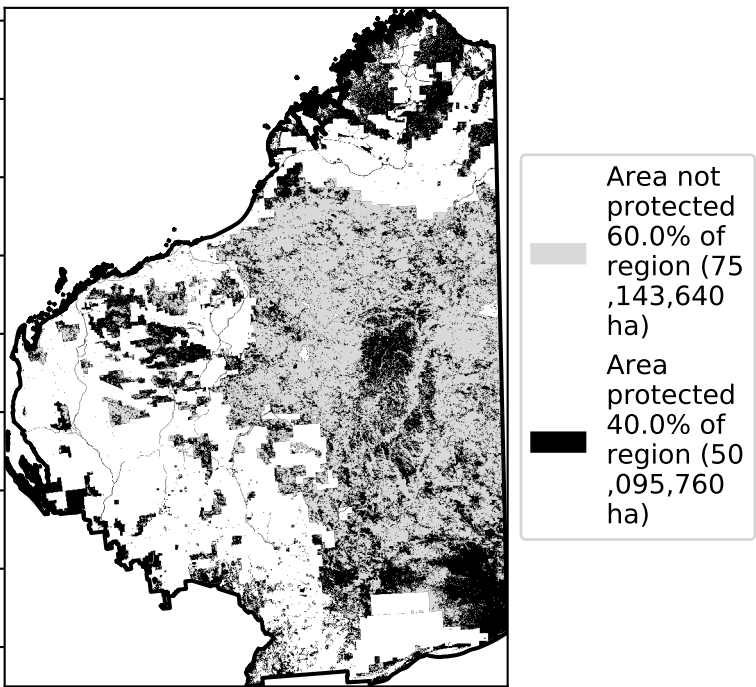 Area not
protected
60.0% of
region (75
,143,640
ha)
Area
protected
40.0% of
region (50
,095,760
ha)